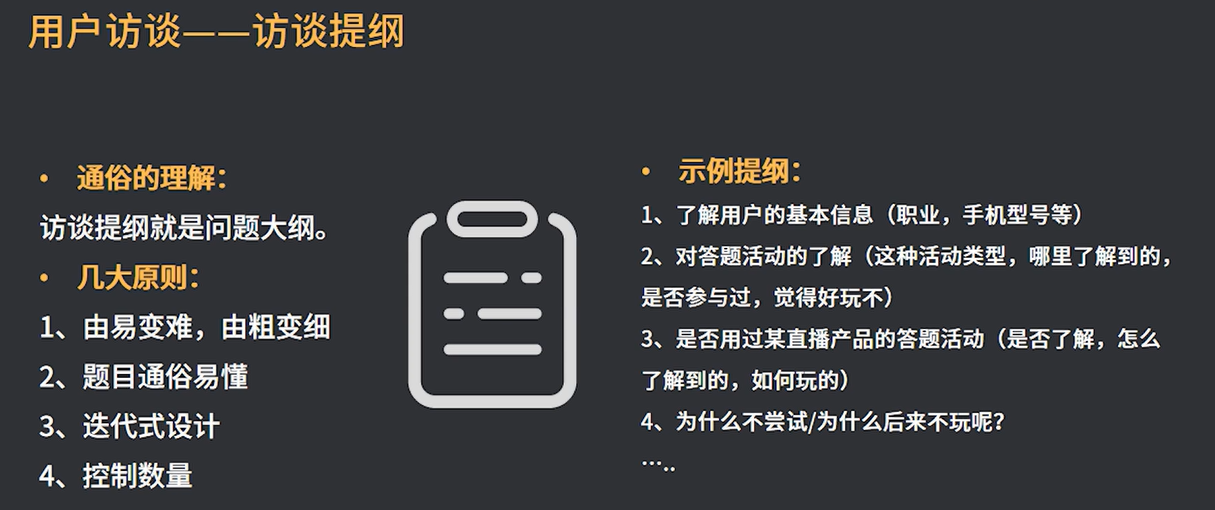 用户访谈——访谈提纲
• 通俗的理解：
访谈提纲就是问题大纲。
• 几大原则：
1、由易变难，由粗变细
2、题目通俗易懂
3、迭代式设计
4、控制数量
• 示例提纲：
1、了解用户的基本信息（职业，手机型号等）
2、对答题活动的了解（这种活动类型，哪里了解到的，
是否参与过，觉得好玩不）
3、是否用过某直播产品的答题活动（是否了解，怎么
了解到的，如何玩的）
4、为什么不尝试/为什么后来不玩呢？
…..